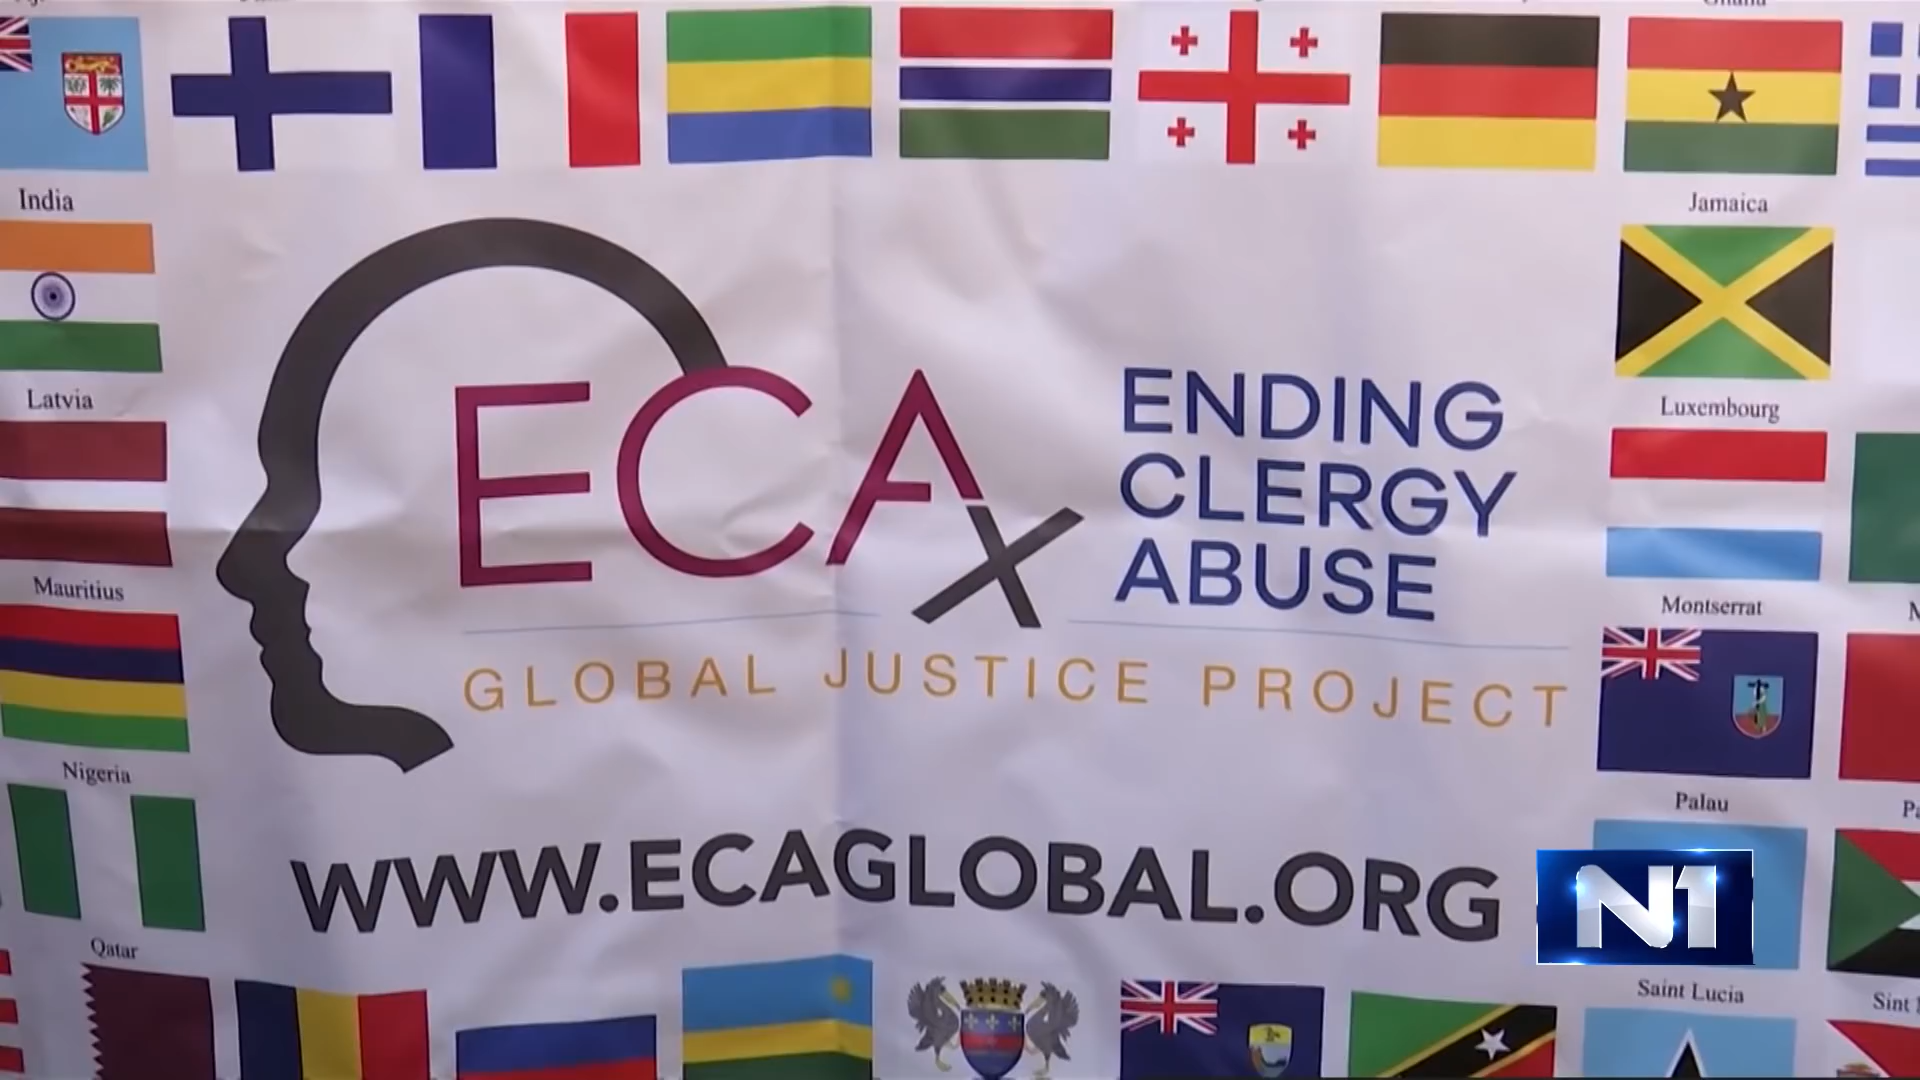 India
Jamaica
Latvia
Luxembourg
Mauritius
Montserrat
Nigeria
Palau
Qatar
Saint Lucia
Sint
ECA
ENDING
CLERGY
ABUSE
GLOBAL JUSTICE PROJECT
WWW.ECAGLOBAL.ORG
N1